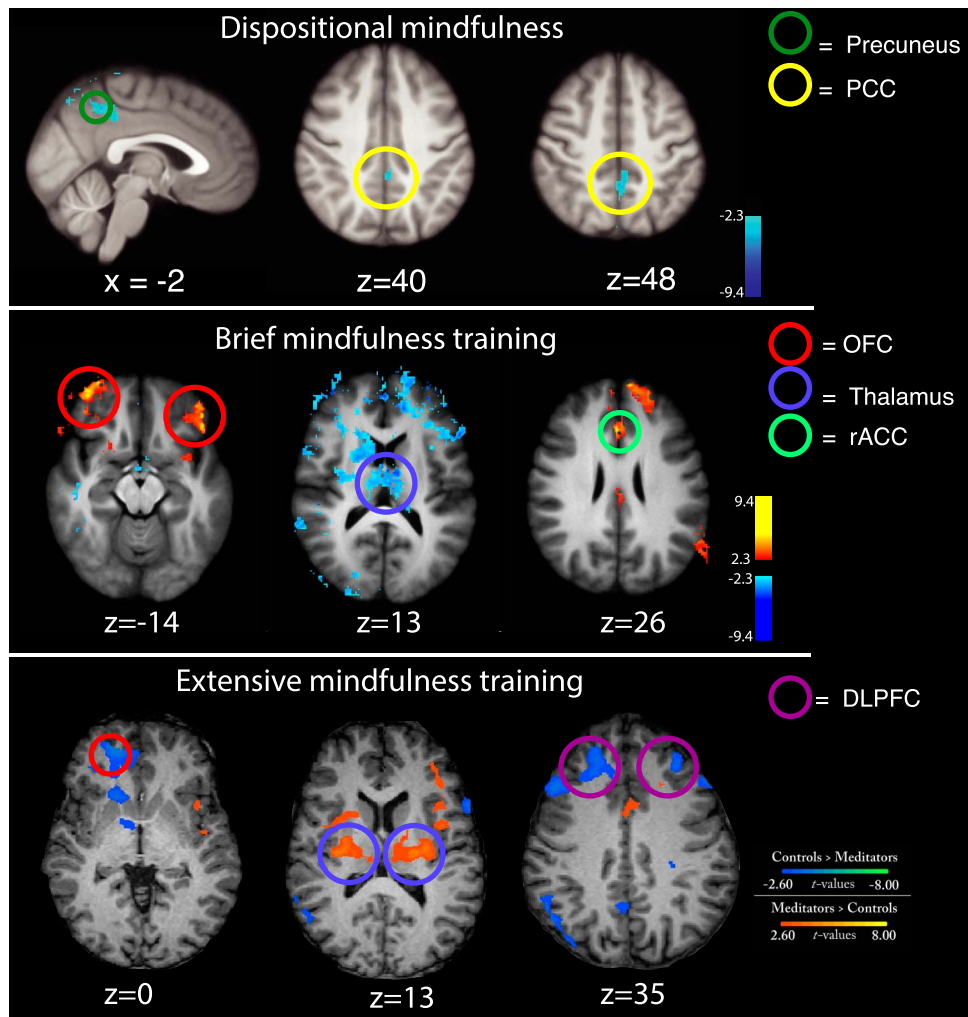 Dispositional mindfulness
= Precuneus
= PCC
-2.3
-9.4
x = -2
z=40
z=48
Brief mindfulness training
= OFC
= Thalamus
= rACC
9.4
2.3
-2.3
-9.4
z=-14
z=13
z=26
Extensive mindfulness training
= DLPFC
Controls > Meditators
-2.60 t-values -8.00
Meditators > Controls
2.60 t-values 8.00
z=0
z=13
z=35